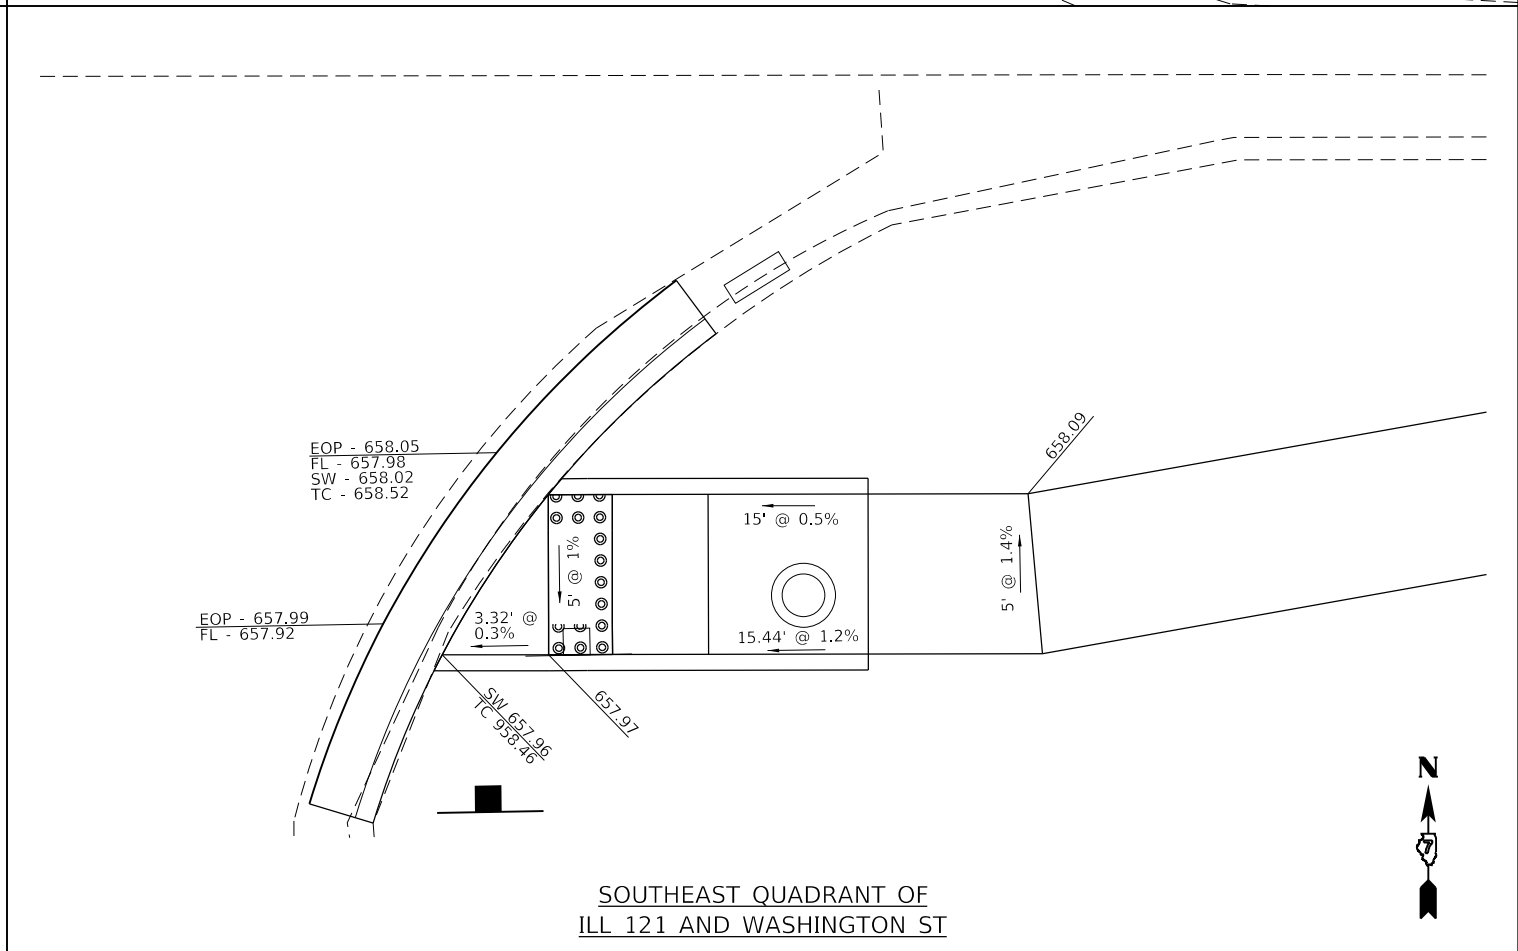 658.09
EOP - 658.05
FL - 657.98
SW - 658.02
TC - 658.52
15' @ 0.5%
5' @ 1%
5' @ 1.4%
EOP - 657.99
FL - 657.92
3.32' @
0.3%
15.44' @ 1.2%
SW 657.96
TC 958.46
657.97
N
7
SOUTHEAST QUADRANT OF
ILL 121 AND WASHINGTON ST